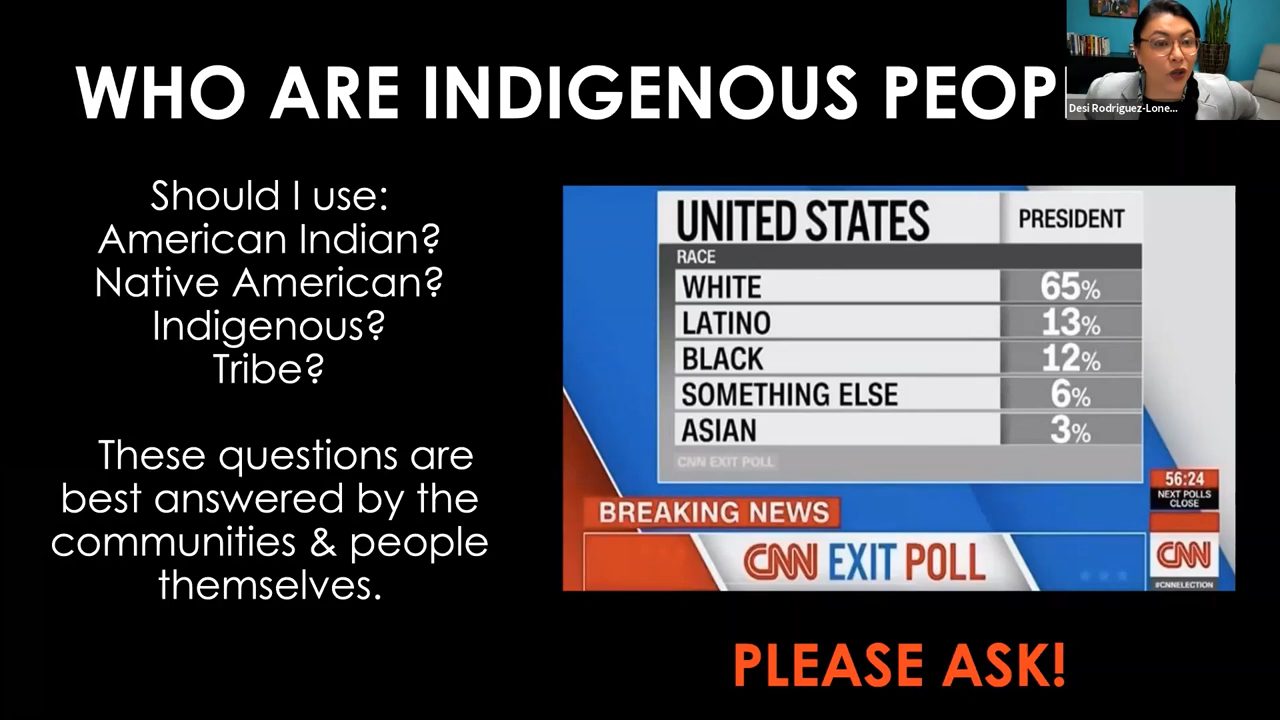 WHO ARE INDIGENOUS PEOP
Desi Rodriguez-Lone...
Should I use:
American Indian?
Native American?
Indigenous?
Tribe?
These questions are
best answered by the
communities & people
themselves.
UNITED STATES
PRESIDENT
RACE
WHITE 65%
LATINO 13%
BLACK 12%
SOMETHING ELSE 6%
ASIAN 3%
CNN EXIT POLL
BREAKING NEWS
CNN EXIT POLL
56:24
NEXT POLLS
CLOSE
CNN
#CNNELECTION
PLEASE ASK!